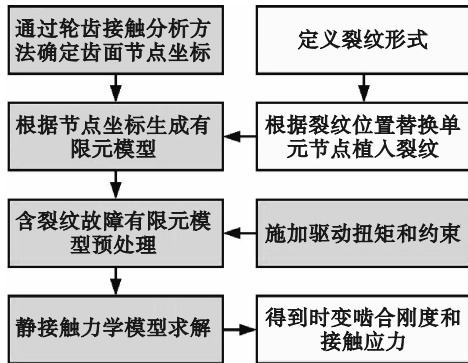 通过轮齿接触分析方
法确定齿面节点坐标
定义裂纹形式
根据节点坐标生成有
限元模型
根据裂纹位置替换单
元节点植入裂纹
含裂纹故障有限元模
型预处理
施加驱动扭矩和约束
静接触力学模型求解
得到时变啮合刚度和
接触应力